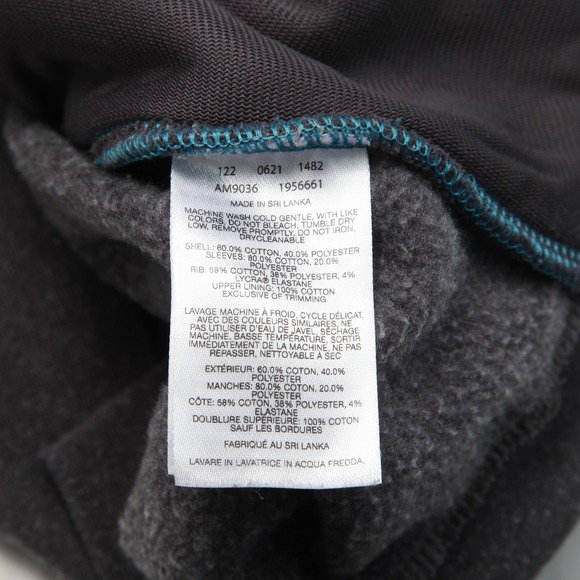 122 0621 1482
AM9036 1956661
MADE IN SRI LANKA
MACHINE WASH COLD GENTLE, WITH LIKE
COLORS, DO NOT BLEACH, TUMBLE DRY
LOW, REMOVE PROMPTLY, DO NOT IRON,
DRYCLEANABLE
SHELL: 60.0% COTTON, 40.0% POLYESTER
SLEEVES: 80.0% COTTON, 20.0%
POLYESTER
RIB: 58% COTTON, 38% POLYESTER, 4%
LYCRA® ELASTANE
UPPER LINING: 100% COTTON
EXCLUSIVE OF TRIMMING
LAVAGE MACHINE À FROID, CYCLE DÉLICAT.
AVEC DES COULEURS SIMILAIRES, NE
PAS UTILISER D'EAU DE JAVEL, SÉCHAGE
MACHINE, BASSE TEMPÉRATURE, SORTIR
IMMÉDIATEMENT DE LA MACHINE, NE PAS
REPASSER, NETTOYABLE À SEC
EXTÉRIEUR: 60.0% COTON, 40.0%
POLYESTER
MANCHES: 80.0% COTON, 20.0%
POLYESTER
CÔTE: 58% COTON, 38% POLYESTER, 4%
ELASTANE
DOUBLURE SUPÉRIEURE: 100% COTON
SAUF LES BORDURES
FABRIQUÉ AU SRI LANKA
LAVARE IN LAVATRICE IN ACQUA FREDDA,